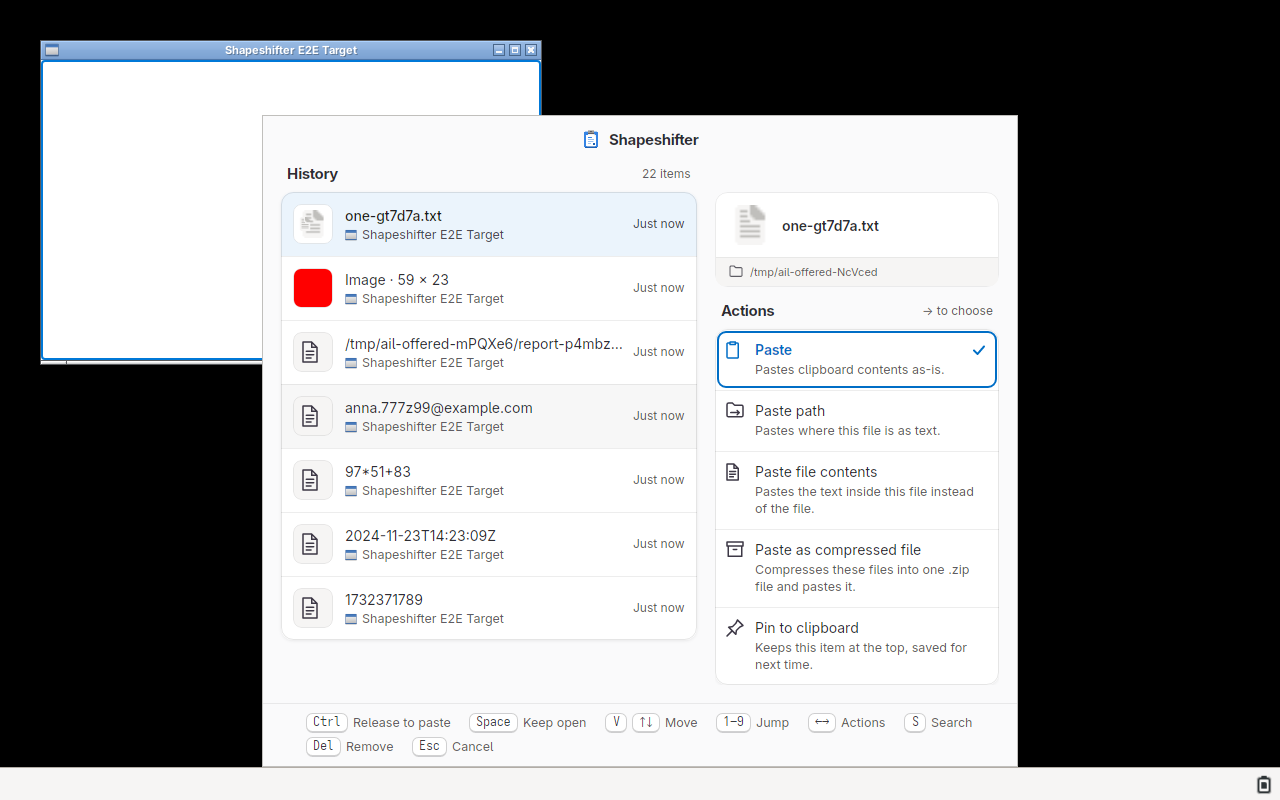 Shapeshifter E2E Target
Shapeshifter
History
22 items
one-gt7d7a.txt
Shapeshifter E2E Target
Just now
Image · 59 × 23
Shapeshifter E2E Target
Just now
/tmp/ail-offered-mPQXe6/report-p4mbz…
Shapeshifter E2E Target
Just now
anna.777z99@example.com
Shapeshifter E2E Target
Just now
97*51+83
Shapeshifter E2E Target
Just now
2024-11-23T14:23:09Z
Shapeshifter E2E Target
Just now
1732371789
Shapeshifter E2E Target
Just now
one-gt7d7a.txt
/tmp/ail-offered-NcVced
Actions
→ to choose
Paste
Pastes clipboard contents as-is.
Paste path
Pastes where this file is as text.
Paste file contents
Pastes the text inside this file instead
of the file.
Paste as compressed file
Compresses these files into one .zip
file and pastes it.
Pin to clipboard
Keeps this item at the top, saved for
next time.
Ctrl Release to paste Space Keep open V ↑↓ Move 1–9 Jump ↔ Actions S Search
Del Remove Esc Cancel